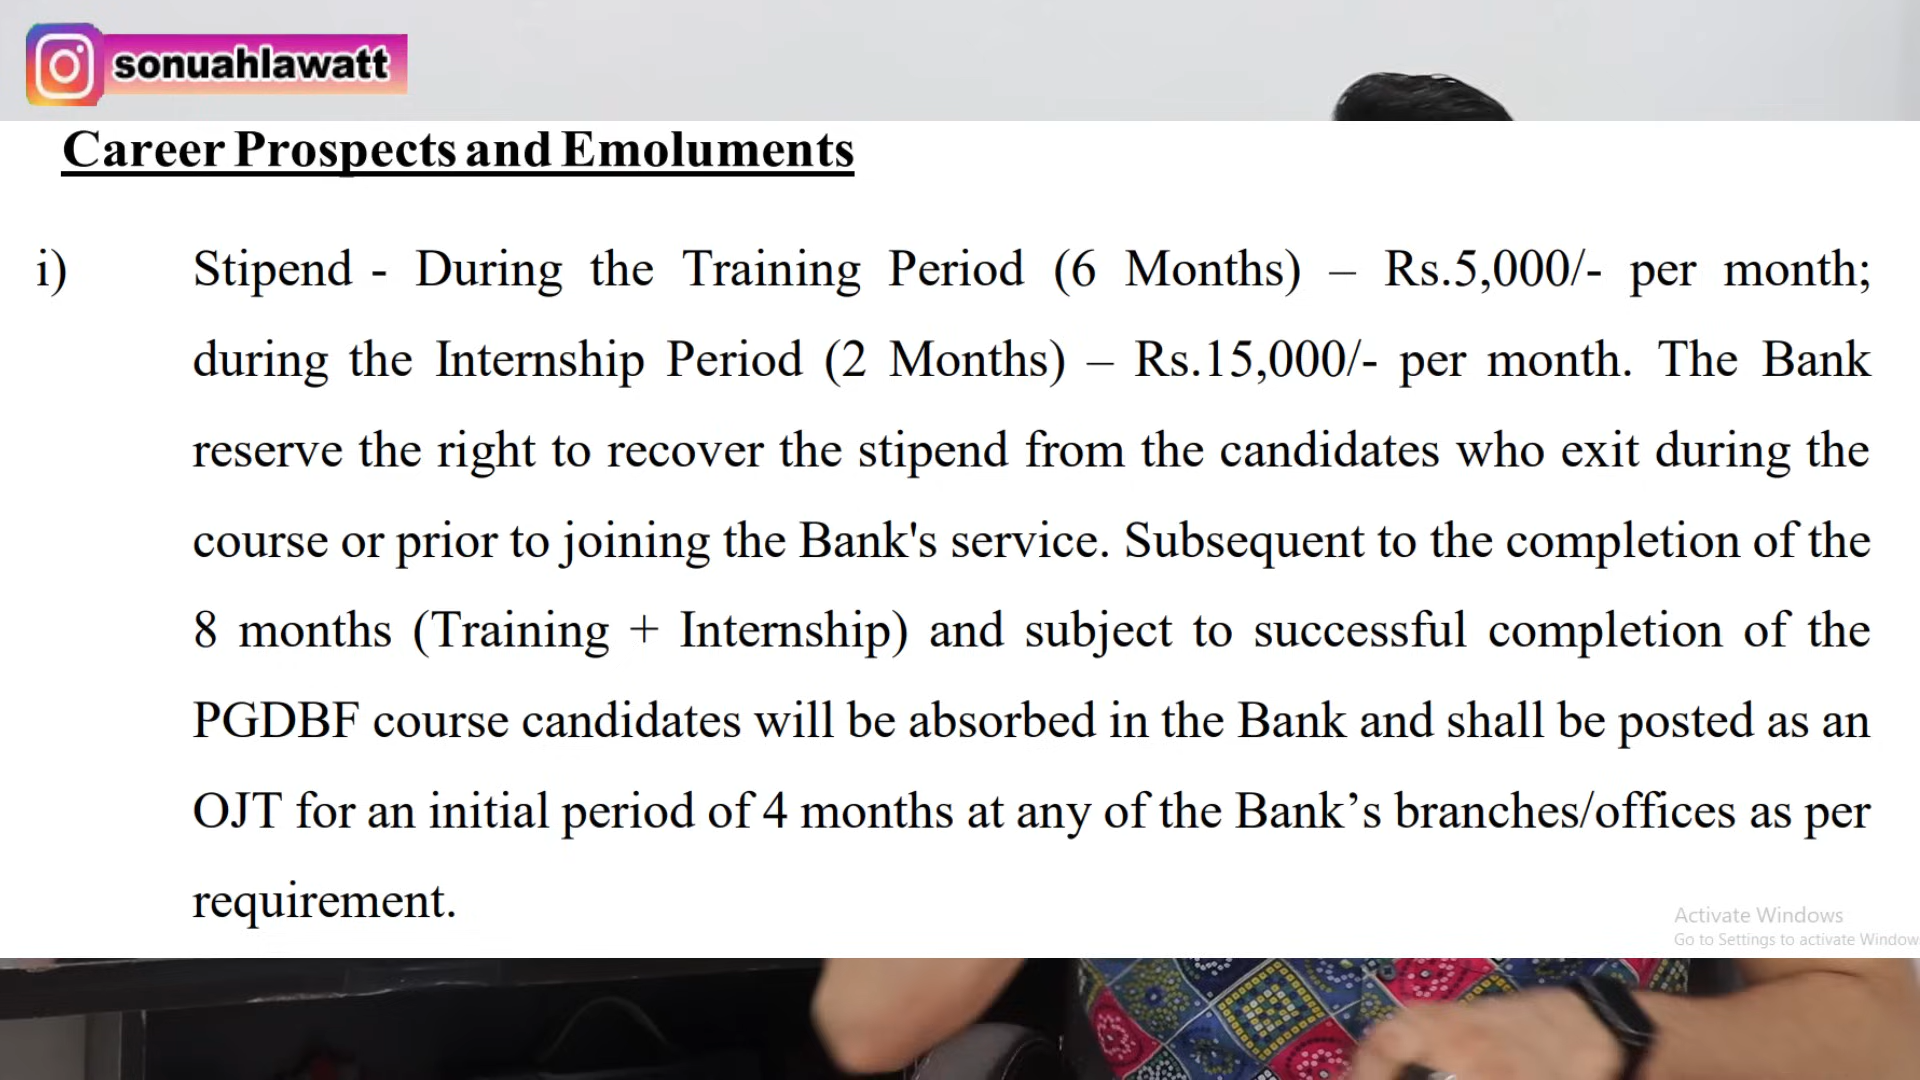 sonuahlawatt
Career Prospects and Emoluments
i) Stipend - During the Training Period (6 Months) – Rs.5,000/- per month;
during the Internship Period (2 Months) – Rs.15,000/- per month. The Bank
reserve the right to recover the stipend from the candidates who exit during the
course or prior to joining the Bank's service. Subsequent to the completion of the
8 months (Training + Internship) and subject to successful completion of the
PGDBF course candidates will be absorbed in the Bank and shall be posted as an
OJT for an initial period of 4 months at any of the Bank’s branches/offices as per
requirement.
Activate Windows
Go to Settings to activate Window